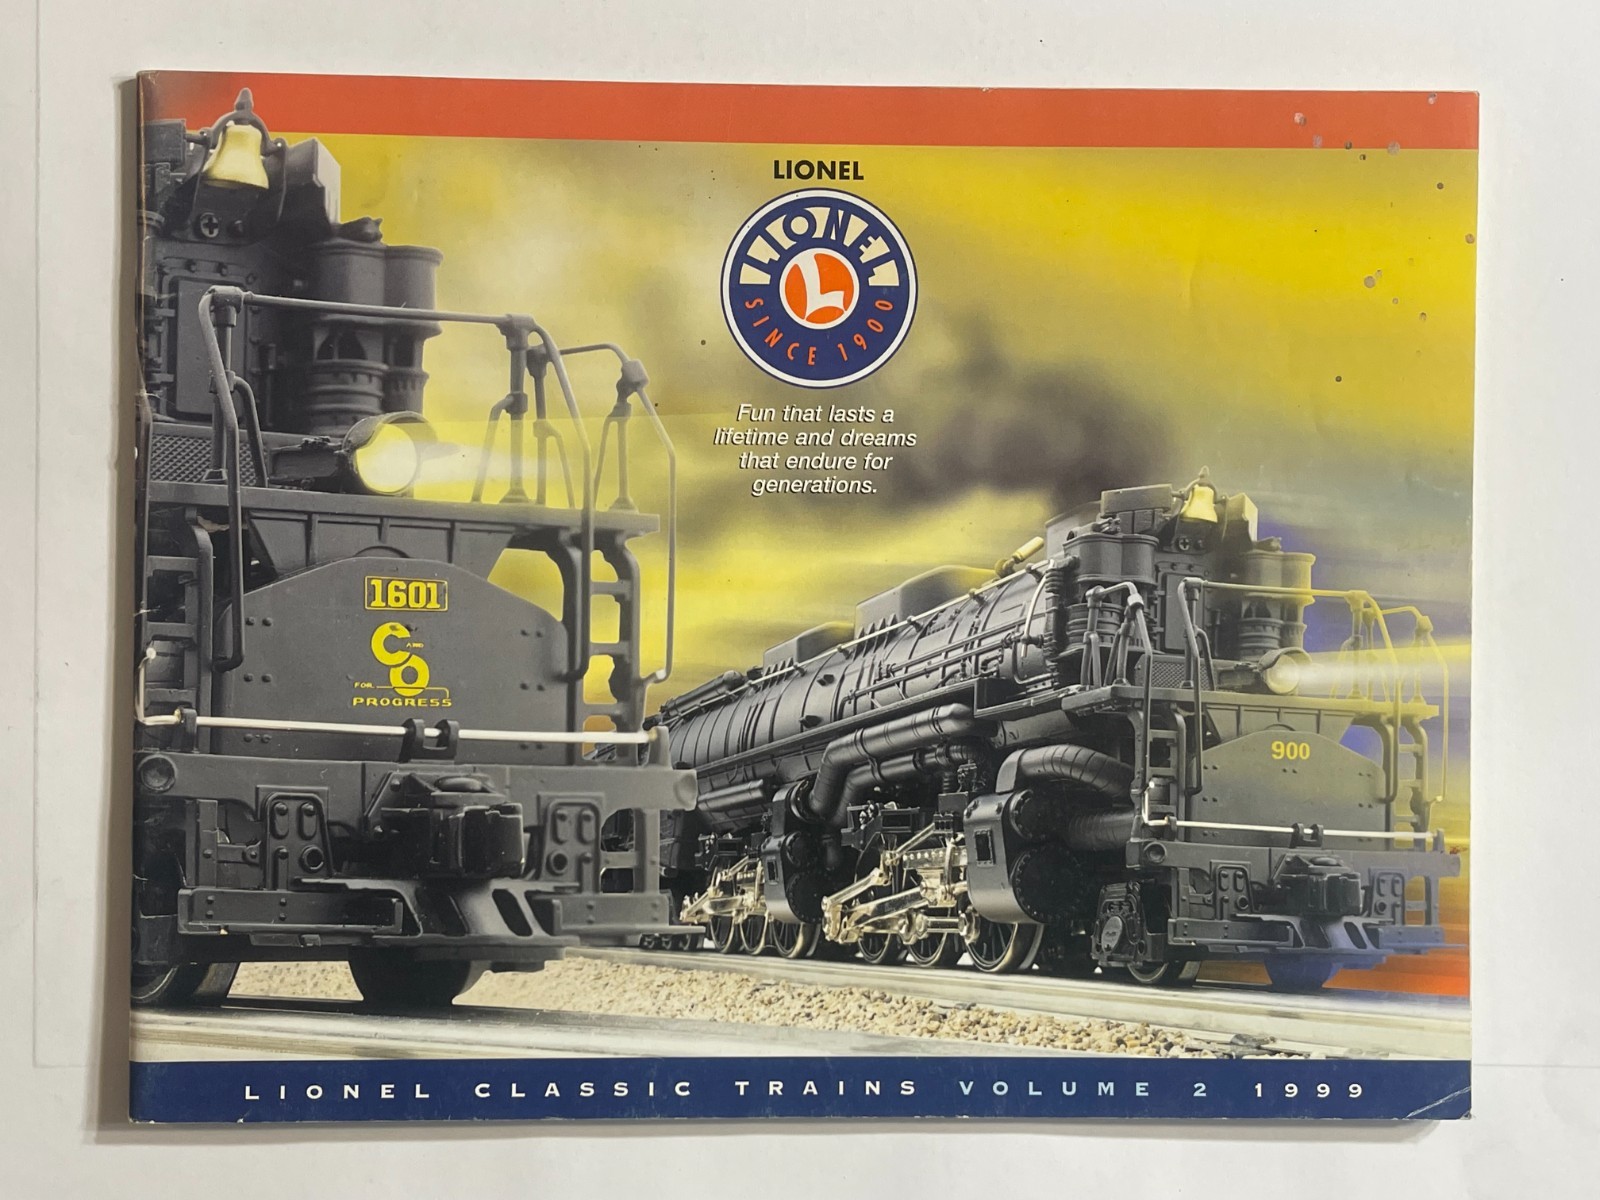 LIONEL
LIONEL
L
SINCE 1900
Fun that lasts a
lifetime and dreams
that endure for
generations.
1601
C AND O
FOR
PROGRESS
900
LIONEL CLASSIC TRAINS VOLUME 2 1999